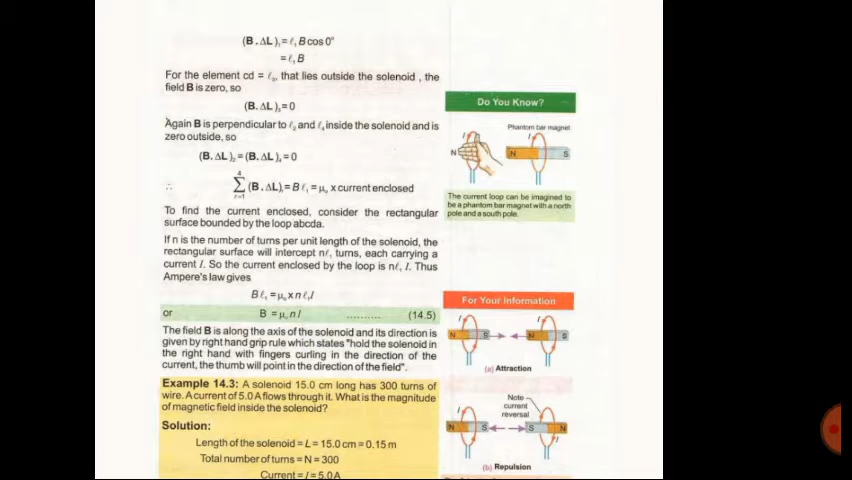 (B.ΔL)₁ = ℓ₁ B cos 0°
= ℓ₁ B
For the element cd = ℓ₃, that lies outside the solenoid , the
field B is zero, so
(B.ΔL)₃ = 0
Again B is perpendicular to ℓ₂ and ℓ₄ inside the solenoid and is
zero outside, so
(B.ΔL)₂ = (B.ΔL)₄ = 0
∴ 4 ∑ r=1 (B.ΔL)ᵣ = B ℓ₁ = μ₀ x current enclosed
To find the current enclosed, consider the rectangular
surface bounded by the loop abcda.
If n is the number of turns per unit length of the solenoid, the
rectangular surface will intercept nℓ₁ turns, each carrying a
current I. So the current enclosed by the loop is nℓ₁ I. Thus
Ampere's law gives
B ℓ₁ = μ₀ x n ℓ₁ I
or B = μ₀ n I .......... (14.5)
The field B is along the axis of the solenoid and its direction is
given by right hand grip rule which states "hold the solenoid in
the right hand with fingers curling in the direction of the
current, the thumb will point in the direction of the field".
Example 14.3: A solenoid 15.0 cm long has 300 turns of
wire. A current of 5.0 A flows through it. What is the magnitude
of magnetic field inside the solenoid?
Solution:
Length of the solenoid = L = 15.0 cm = 0.15 m
Total number of turns = N = 300
Current = I = 5.0 A
Do You Know?
Phantom bar magnet
I I
N N S
The current loop can be imagined to
be a phantom bar magnet with a north
pole and a south pole.
For Your Information
I I
N S N S
(a) Attraction
Note
current
reversal
I
N S S N
I
(b) Repulsion